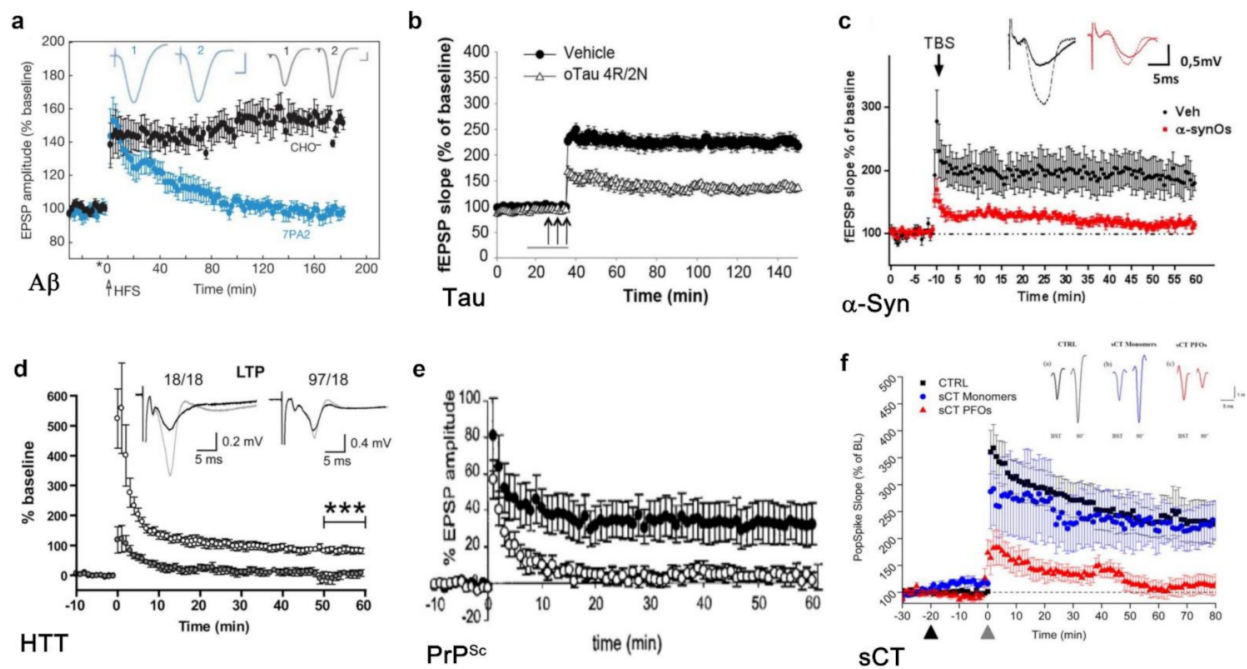 a
1
2
1
2
EPSP amplitude (% baseline)
180
160
140
120
100
80
CHO−
7PA2
*0
40
80
120
160
200
HFS
Time (min)
Aβ
b
Vehicle
oTau 4R/2N
fEPSP slope (% of baseline)
400
350
300
250
200
150
100
50
0
0
20
40
60
80
100
120
140
Time (min)
Tau
c
TBS
0,5mV
5ms
Veh
α-synOs
fEPSP slope % of baseline
300
200
100
0
-5
-10
0
5
10
15
20
25
30
35
40
45
50
55
60
Time (min)
α-Syn
d
LTP
18/18
97/18
0.2 mV
5 ms
0.4 mV
5 ms
% baseline
600
500
400
300
200
100
0
***
-10
0
10
20
30
40
50
60
Time (min)
HTT
e
% EPSP amplitude
100
80
60
40
20
0
-10
0
10
20
30
40
50
60
time (min)
PrPSc
f
CTRL
sCT Monomers
sCT PFOs
CTRL
sCT Monomers
sCT PFOs
(a)
(b)
(c)
PopSpike Slope (% of BL)
500
450
400
350
300
250
200
150
100
-30
-20
-10
0
10
20
30
40
50
60
70
80
Time (min)
sCT